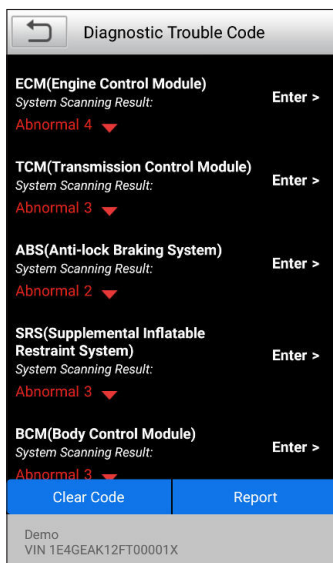 Diagnostic Trouble Code
ECM(Engine Control Module)
System Scanning Result:
Enter >
Abnormal 4
TCM(Transmission Control Module)
System Scanning Result:
Enter >
Abnormal 3
ABS(Anti-lock Braking System)
System Scanning Result:
Enter >
Abnormal 2
SRS(Supplemental Inflatable
Restraint System)
System Scanning Result:
Enter >
Abnormal 3
BCM(Body Control Module)
System Scanning Result:
Enter >
Abnormal 3
Clear Code
Report
Demo
VIN 1E4GEAK12FT00001X